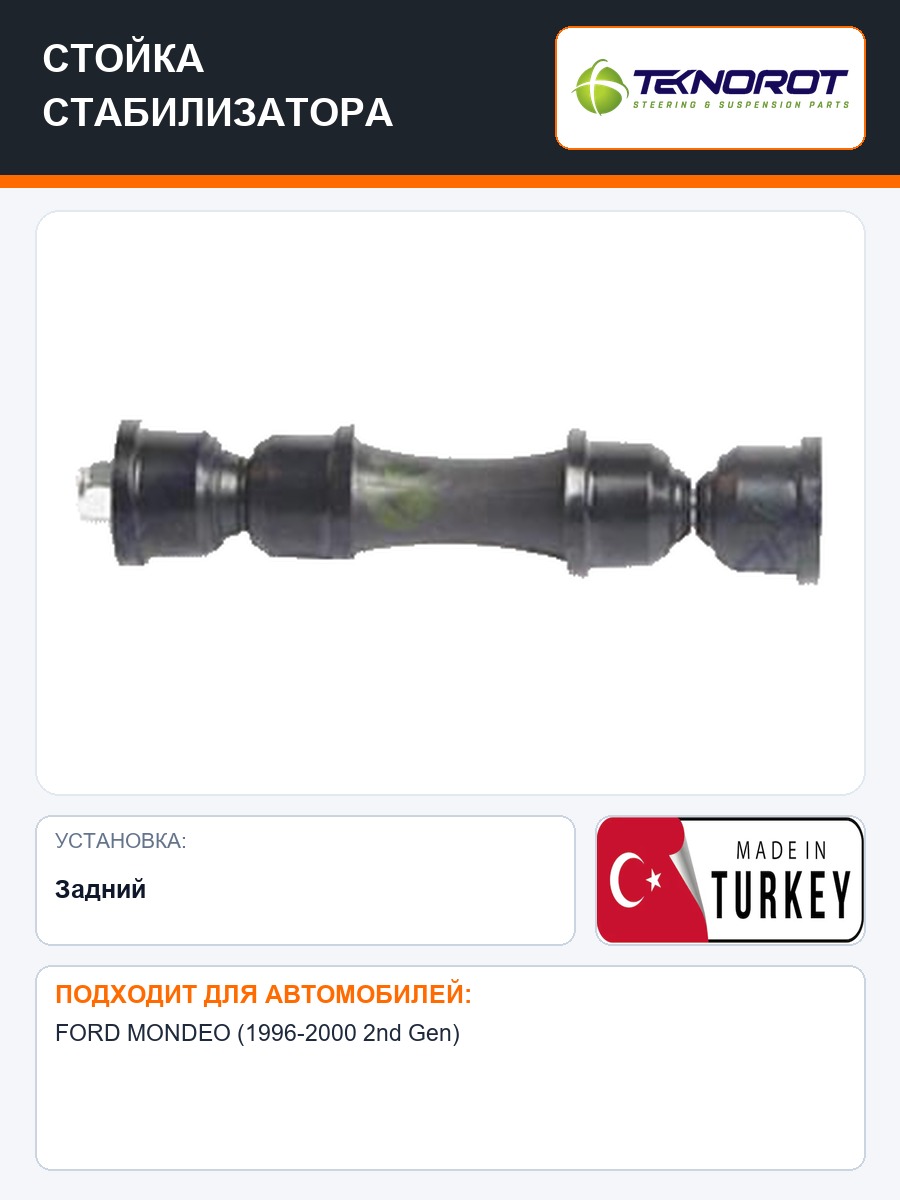 СТОЙКА
СТАБИЛИЗАТОРА
TEKNOROT
STEERING & SUSPENSION PARTS
УСТАНОВКА:
Задний
MADE IN
TURKEY
ПОДХОДИТ ДЛЯ АВТОМОБИЛЕЙ:
FORD MONDEO (1996-2000 2nd Gen)